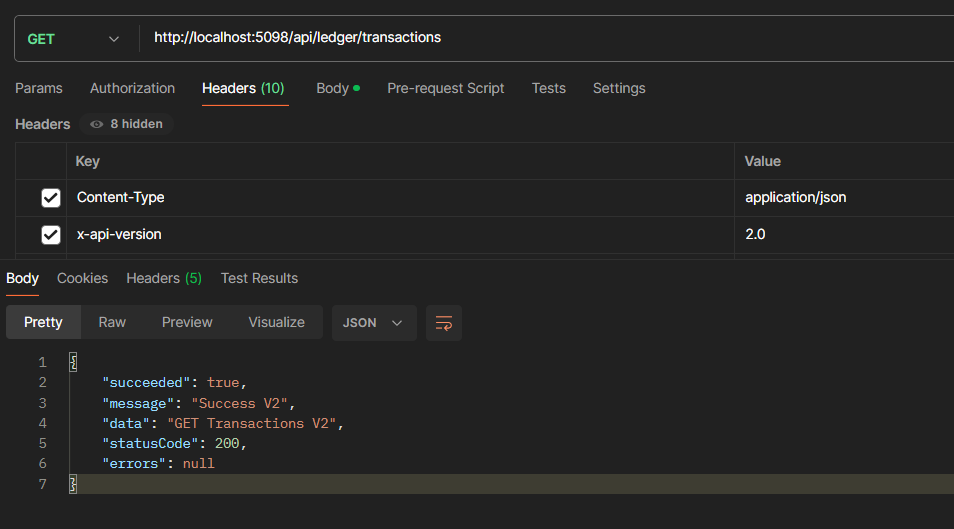 GET http://localhost:5098/api/ledger/transactions
Params Authorization Headers (10) Body Pre-request Script Tests Settings
Headers 8 hidden
Key Value
Content-Type application/json
x-api-version 2.0
Body Cookies Headers (5) Test Results
Pretty Raw Preview Visualize JSON
1 {
2 "succeeded": true,
3 "message": "Success V2",
4 "data": "GET Transactions V2",
5 "statusCode": 200,
6 "errors": null
7 }